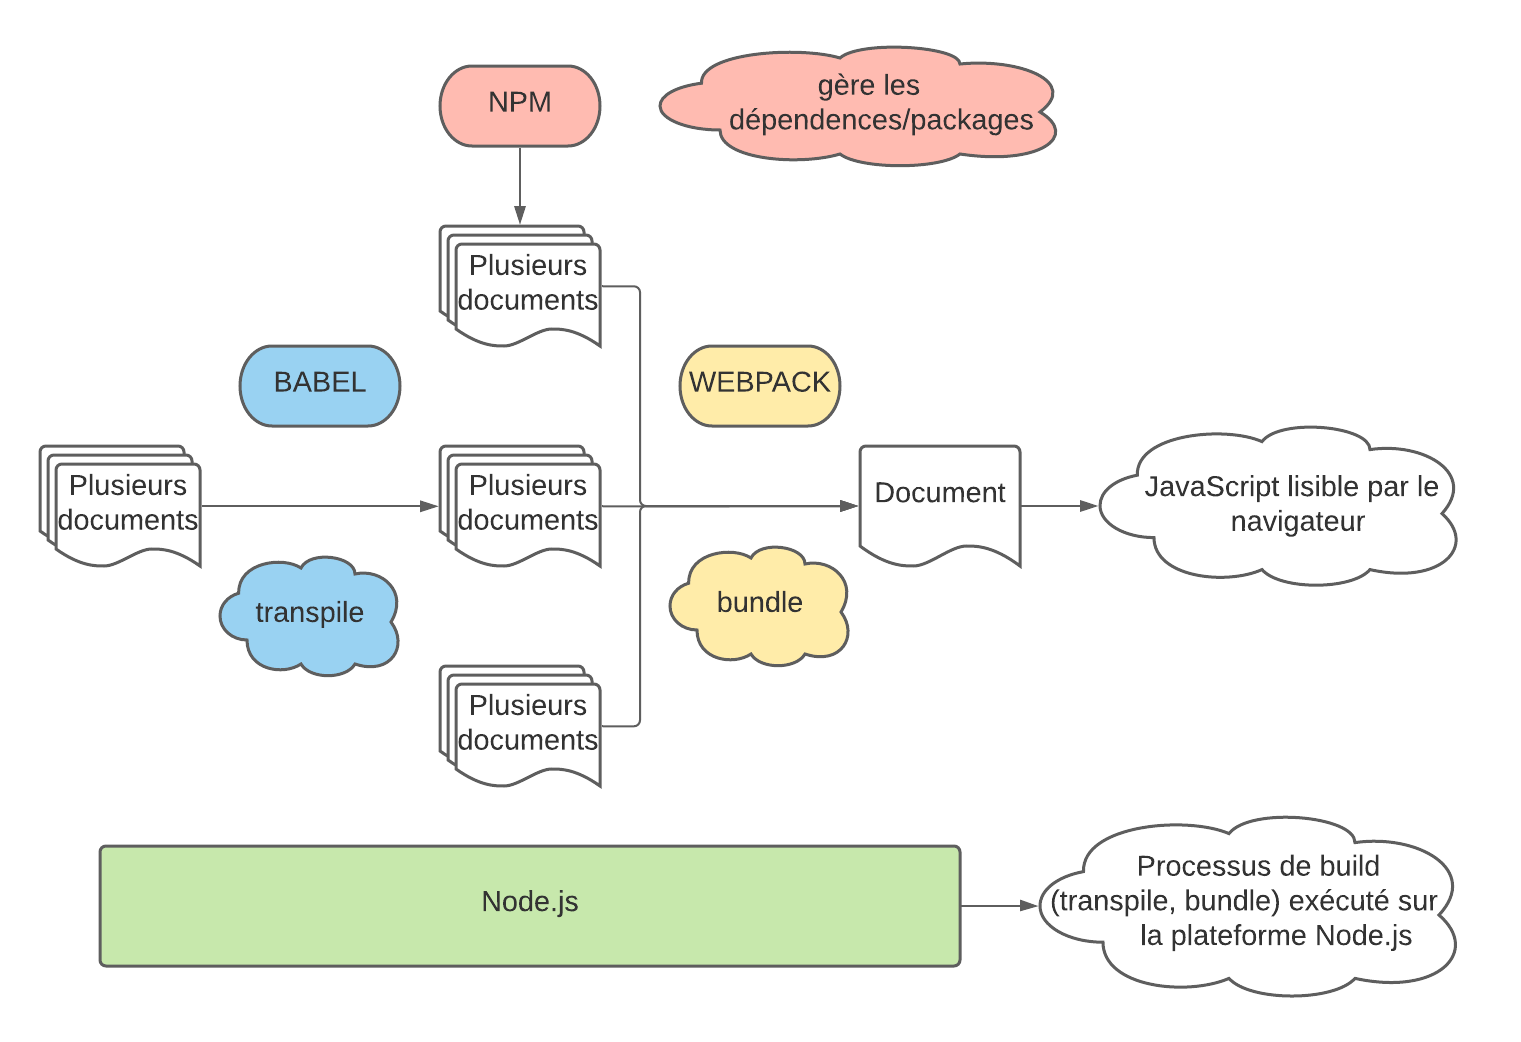 NPM
gère les
dépendences/packages
Plusieurs
documents
BABEL
WEBPACK
Plusieurs
documents
Plusieurs
documents
Document
JavaScript lisible par le
navigateur
transpile
bundle
Plusieurs
documents
Node.js
Processus de build
(transpile, bundle) exécuté sur
la plateforme Node.js